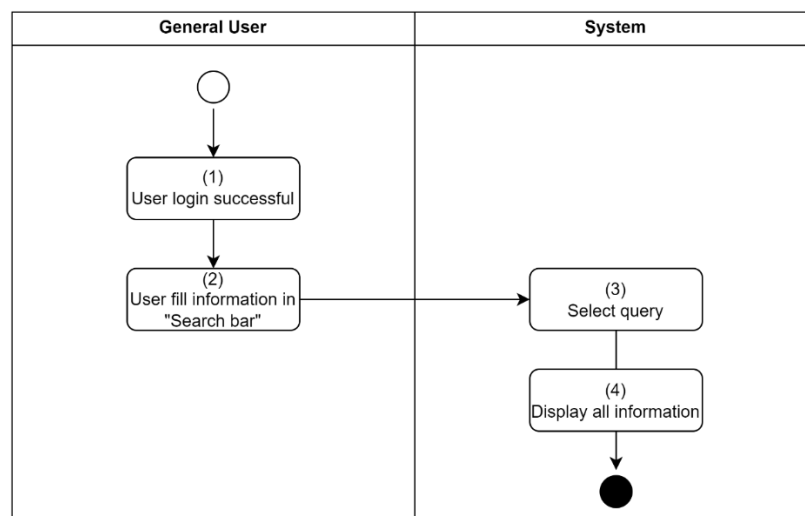 General User
System
(1)
User login successful
(2)
User fill information in
"Search bar"
(3)
Select query
(4)
Display all information